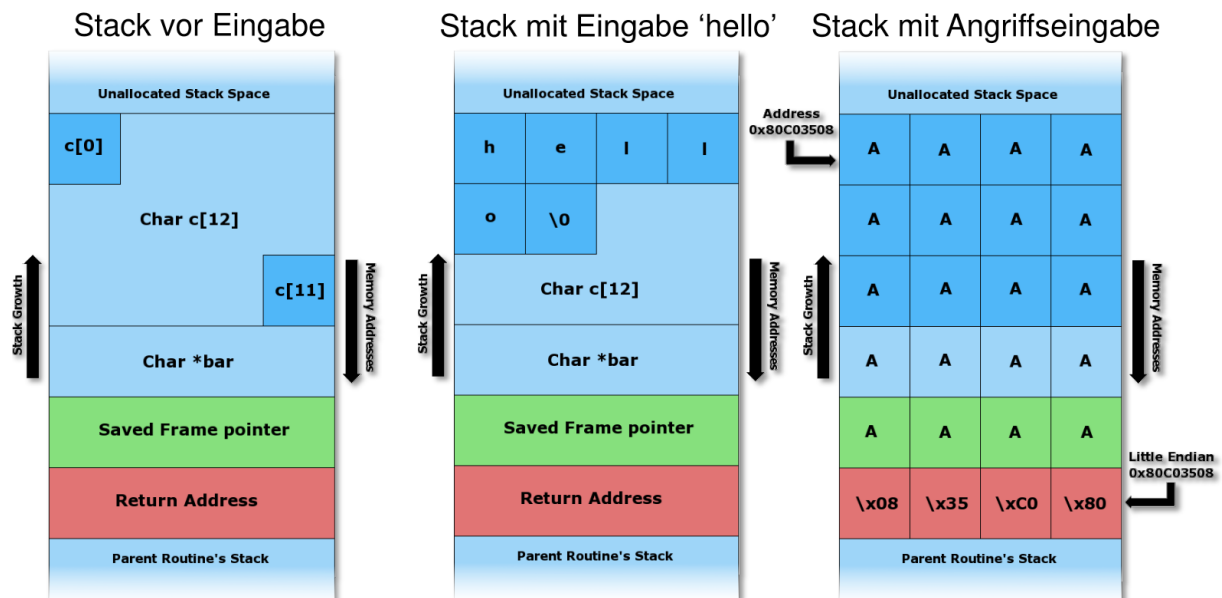 Stack vor Eingabe
Unallocated Stack Space
c[0]
Char c[12]
c[11]
Char *bar
Saved Frame pointer
Return Address
Parent Routine's Stack
Stack Growth
Memory Addresses
Stack mit Eingabe ‘hello’
Unallocated Stack Space
h e l l
o \0
Char c[12]
Char *bar
Saved Frame pointer
Return Address
Parent Routine's Stack
Stack Growth
Memory Addresses
Stack mit Angriffseingabe
Unallocated Stack Space
Address
0x80C03508
A A A A
A A A A
A A A A
A A A A
A A A A
\x08 \x35 \xC0 \x80
Parent Routine's Stack
Stack Growth
Memory Addresses
Little Endian
0x80C03508